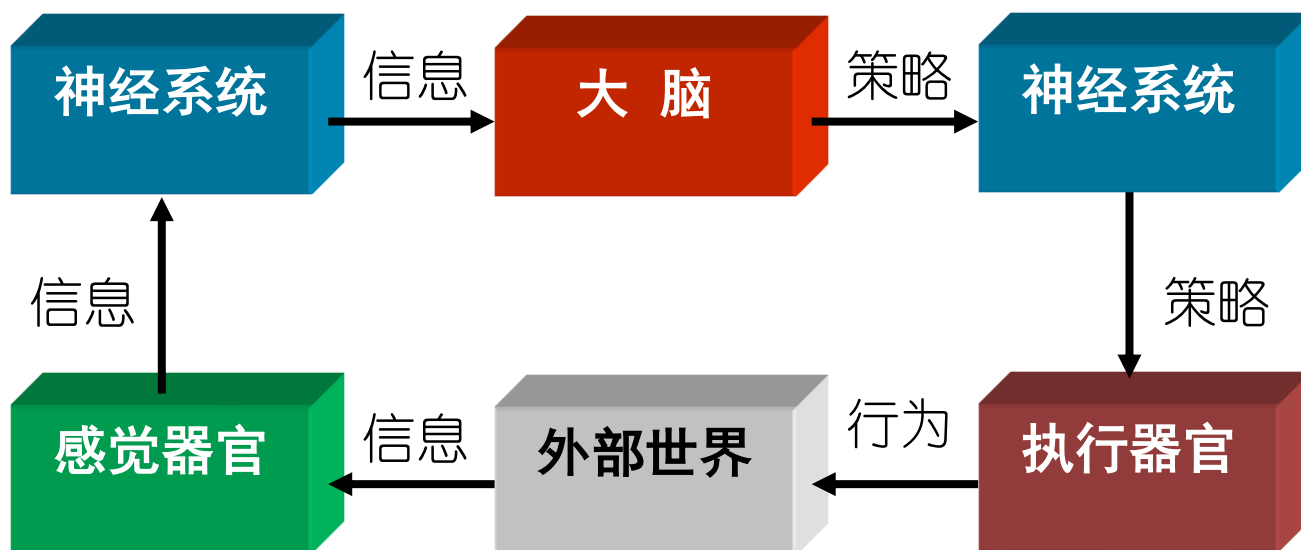 神经系统
信息
大 脑
策略
神经系统
信息
策略
感觉器官
信息
外部世界
行为
执行器官